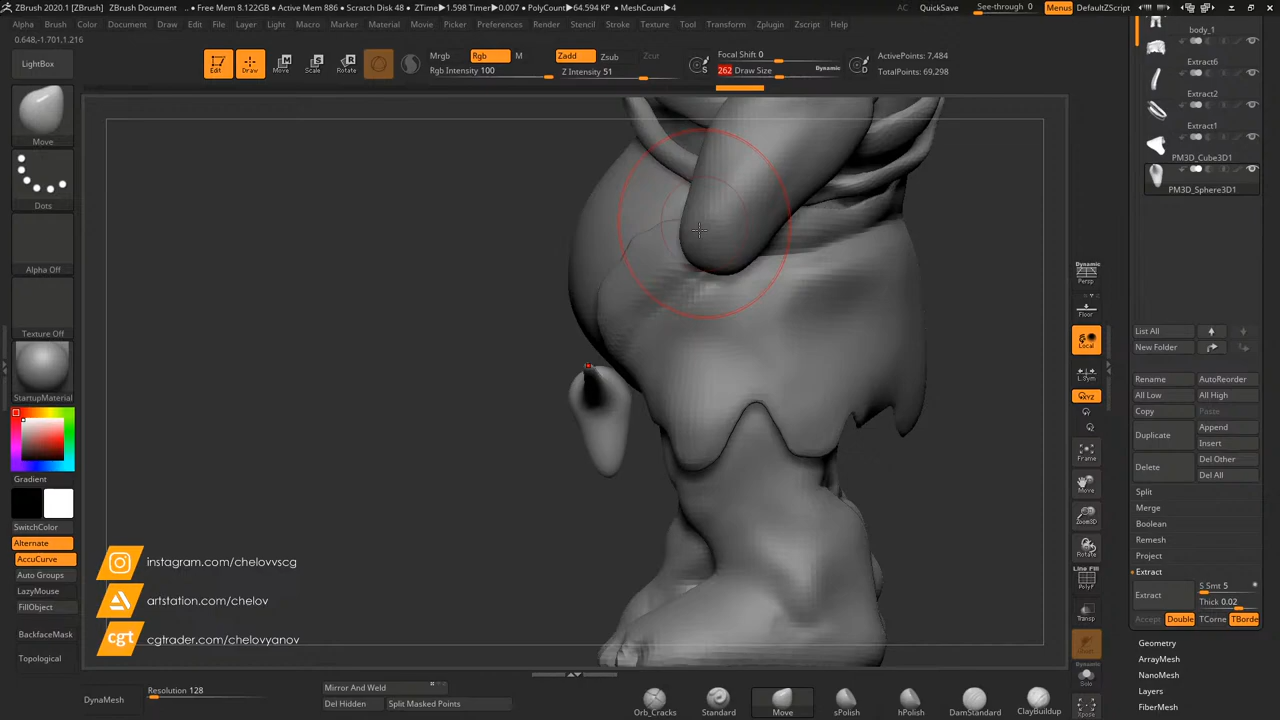 ZBrush 2020.1 [ZBrush] ZBrush Document .. • Free Mem 8.122GB • Active Mem 886 • Scratch Disk 48 • ZTime▶1.598 Timer▶0.007 • PolyCount▶64.594 KP • MeshCount▶4 AC QuickSave See-through 0 Menus DefaultZScript
Alpha Brush Color Document Draw Edit File Layer Light Macro Marker Material Movie Picker Preferences Render Stencil Stroke Texture Tool Transform Zplugin Zscript Help
0.648,-1.701,1.216
LightBox
Edit Draw Move Scale Rotate
Mrgb Rgb M
Rgb Intensity 100
Zadd Zsub Zcut
Z Intensity 51
S
Focal Shift 0
262 Draw Size Dynamic
D
ActivePoints: 7,484
TotalPoints: 69,298
Move
Dots
Alpha Off
Texture Off
StartupMaterial
Gradient
SwitchColor
Alternate
AccuCurve
Auto Groups
LazyMouse
FillObject
BackfaceMask
Topological
instagram.com/chelovvscg
artstation.com/chelov
cgt cgtrader.com/chelovyanov
DynaMesh
Resolution 128
Mirror And Weld
Del Hidden Split Masked Points
Orb_Cracks Standard Move sPolish hPolish DamStandard ClayBuildup
Dynamic
Persp
Floor
Local
L.Sym
XYZ
Frame
Move
Zoom3D
Rotate
Line Fill
PolyF
Transp
Dynamic
Solo
Xpose
body_1
Extract6
Extract2
Extract1
PM3D_Cube3D1
PM3D_Sphere3D1
List All
New Folder
Rename AutoReorder
All Low All High
Copy Paste
Duplicate Append
Insert
Delete Del Other
Del All
Split
Merge
Boolean
Remesh
Project
Extract
Extract S Smt 5
Thick 0.02
Accept Double TCorne TBorde
Geometry
ArrayMesh
NanoMesh
Layers
FiberMesh